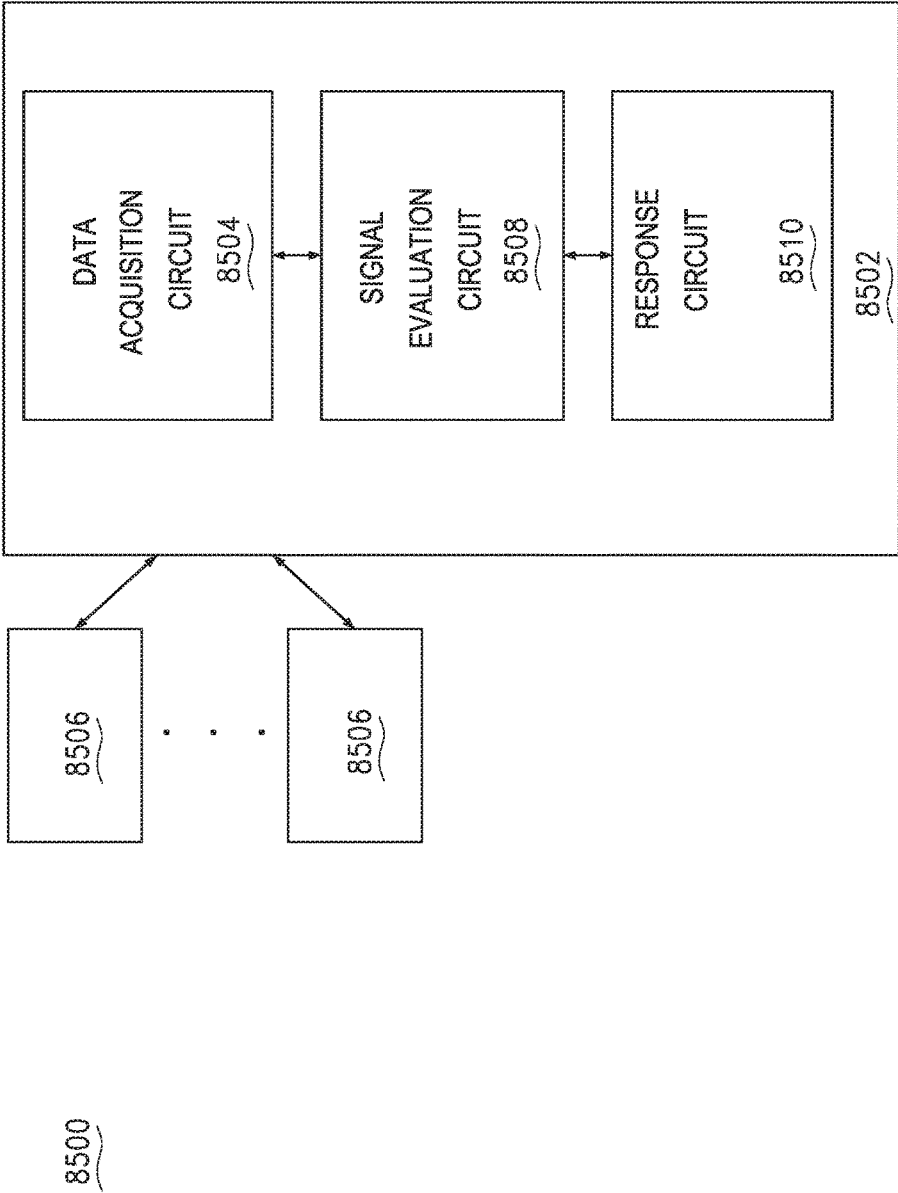 8500
8506
8506
DATA
ACQUISITION
CIRCUIT
8504
SIGNAL
EVALUATION
CIRCUIT
8508
RESPONSE
CIRCUIT
8510
8502